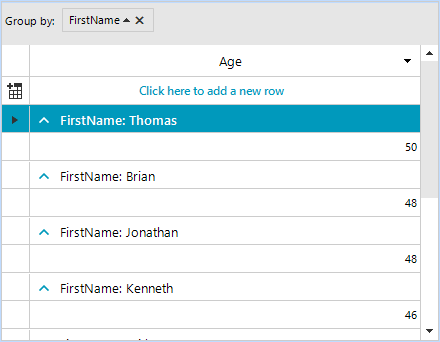 Group by: FirstName
Age
Click here to add a new row
FirstName: Thomas
50
FirstName: Brian
48
FirstName: Jonathan
48
FirstName: Kenneth
46